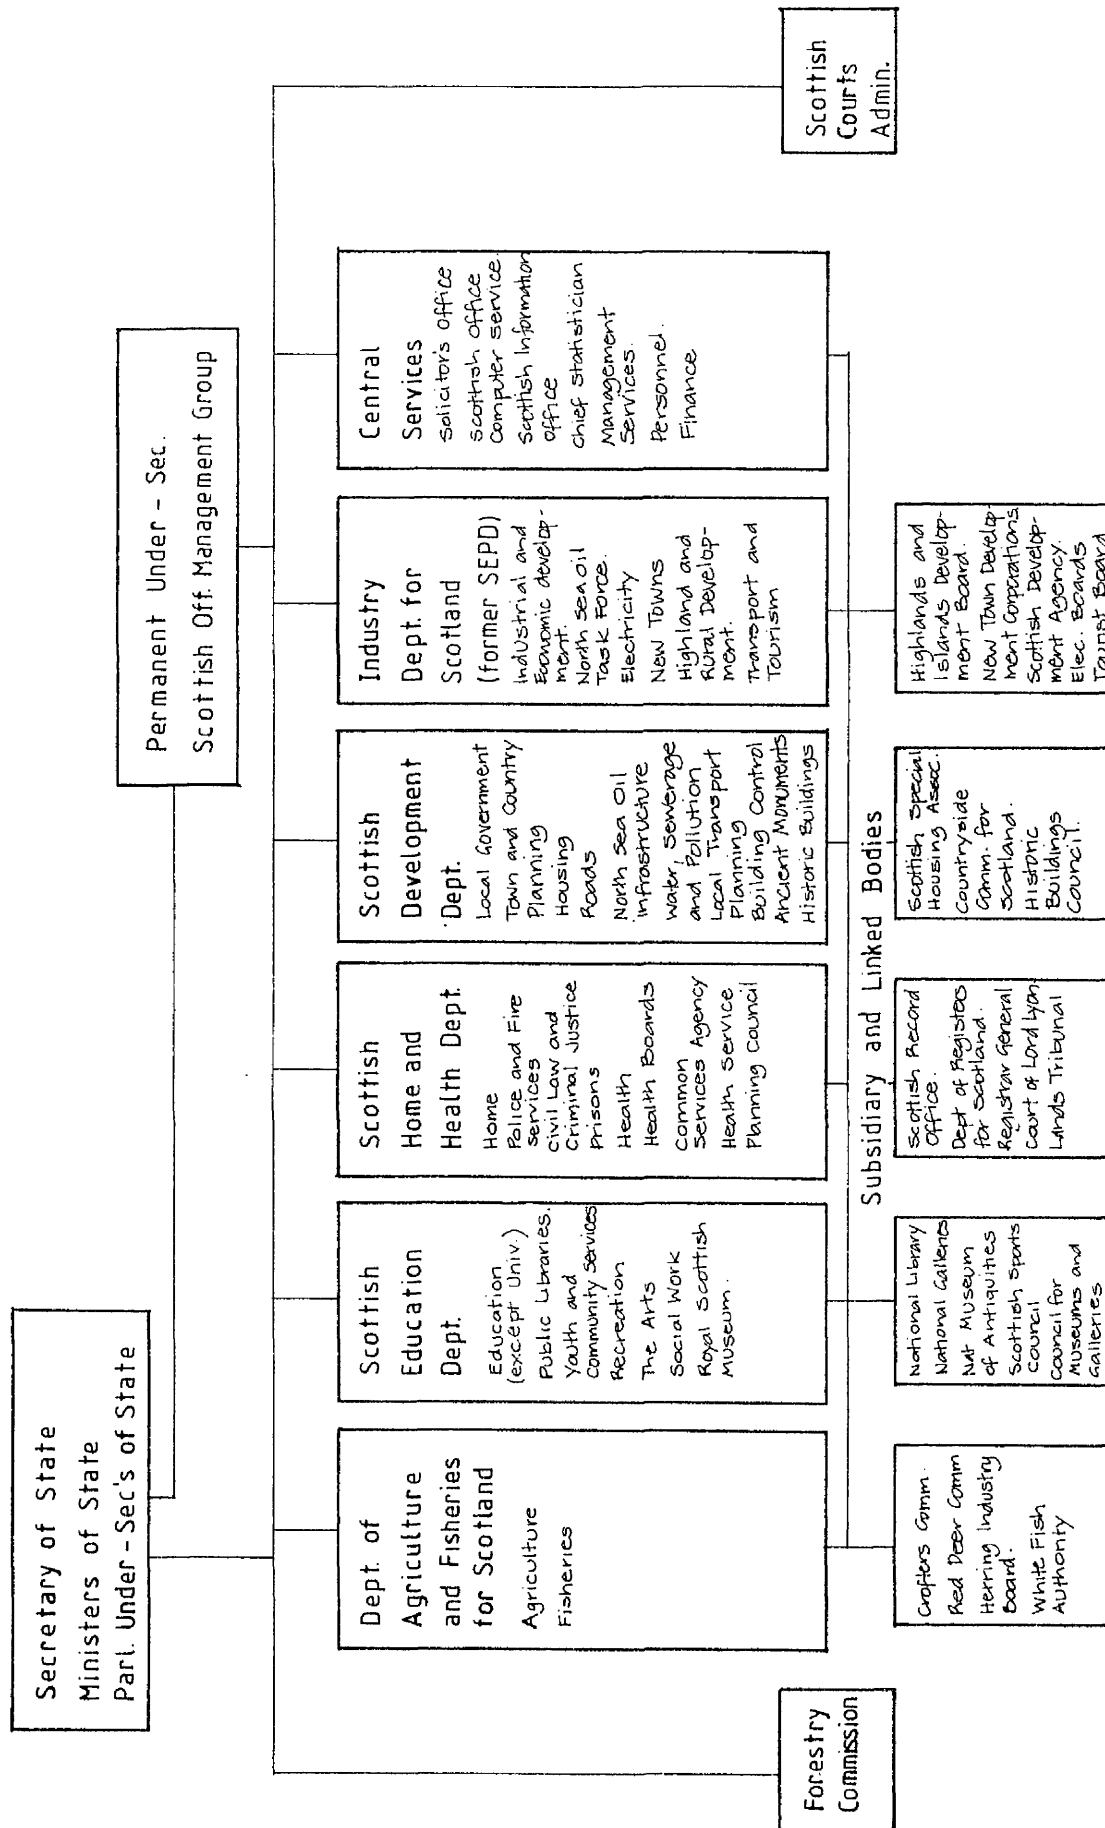 Secretary of State
Ministers of State
Parl. Under-Sec's of State
Permanent Under-Sec.
Scottish Off. Management Group
Forestry
Commission
Dept. of
Agriculture
and Fisheries
for Scotland
Agriculture
Fisheries
Scottish
Education
Dept.
Education
(except Univ.)
Public Libraries.
Youth and
Community Services
Recreation
The Arts
Social Work
Royal Scottish
Museum.
Scottish
Home and
Health Dept.
Home
Police and Fire
Services
Civil Law and
Criminal Justice
Prisons
Health
Health Boards
Common
Services Agency
Health Service
Planning Council
Scottish
Development
Dept.
Local Government
Town and Country
Planning
Housing
Roads
North Sea Oil
Infrastructure
Water, Sewerage
and Pollution
Local Transport
Planning
Building Control
Ancient Monuments
Historic Buildings
Industry
Dept. for
Scotland
(former SEPD)
Industrial and
Economic develop-
ment.
North Sea oil
Task Force.
Electricity
New Towns
Highland and
Rural Develop-
ment.
Transport and
Tourism
Central
Services
Solicitor's Office
Scottish Office
Computer Service.
Scottish Information
Office
Chief Statistician
Management
Services.
Personnel.
Finance
Scottish
Courts
Admin.
Subsidiary and Linked Bodies
Crofters Comm.
Red Deer Comm
Herring Industry
Board.
White Fish
Authority
National Library
National Galleries
Nat Museum
of Antiquities
Scottish Sports
Council
Council for
Museums and
Galleries
Scottish Record
Office.
Dept of Registers
for Scotland.
Registrar General
Court of Lord Lyon
Lands Tribunal
Scottish Special
Housing Assoc.
Countryside
Comm. for
Scotland.
Historic
Buildings
Council.
Highlands and
Islands Develop-
ment Board.
New Town Develop-
ment Corporations
Scottish Develop-
ment Agency.
Elec. Boards
Tourist Board